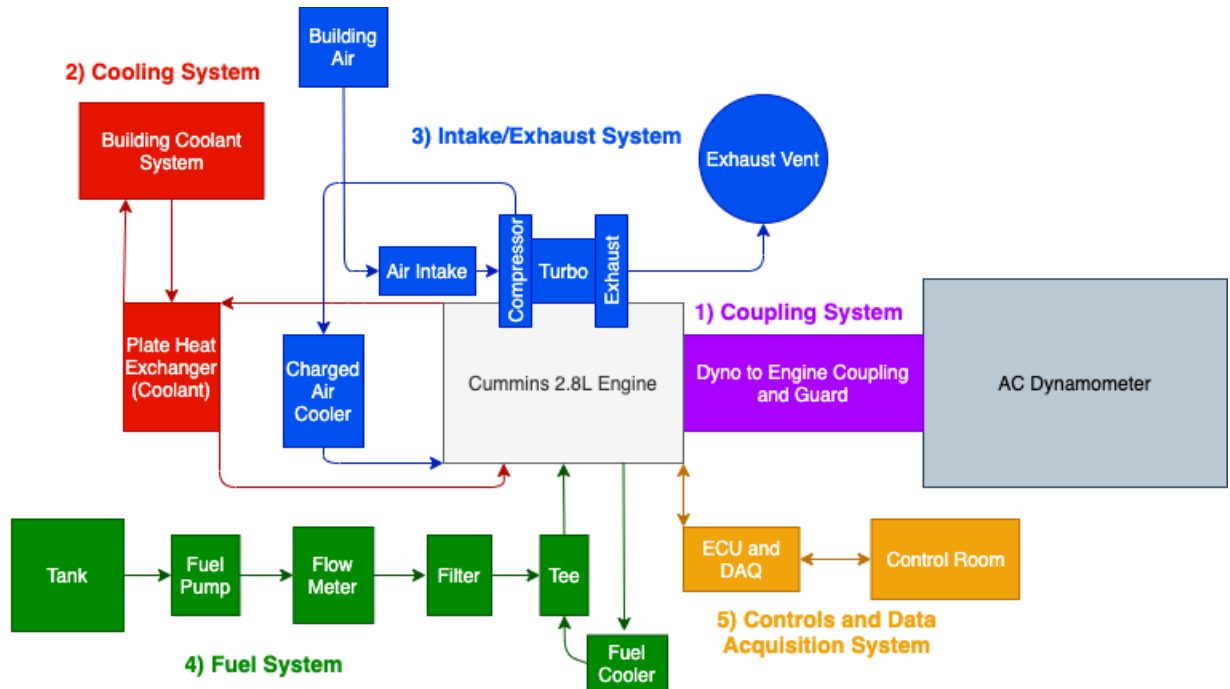 Building
Air
2) Cooling System
Building Coolant
System
3) Intake/Exhaust System
Exhaust Vent
Air Intake
Compressor
Turbo
Exhaust
1) Coupling System
Plate Heat
Exchanger
(Coolant)
Charged
Air
Cooler
Cummins 2.8L Engine
Dyno to Engine Coupling
and Guard
AC Dynamometer
Tank
Fuel
Pump
Flow
Meter
Filter
Tee
ECU and
DAQ
Control Room
5) Controls and Data
Acquisition System
4) Fuel System
Fuel
Cooler